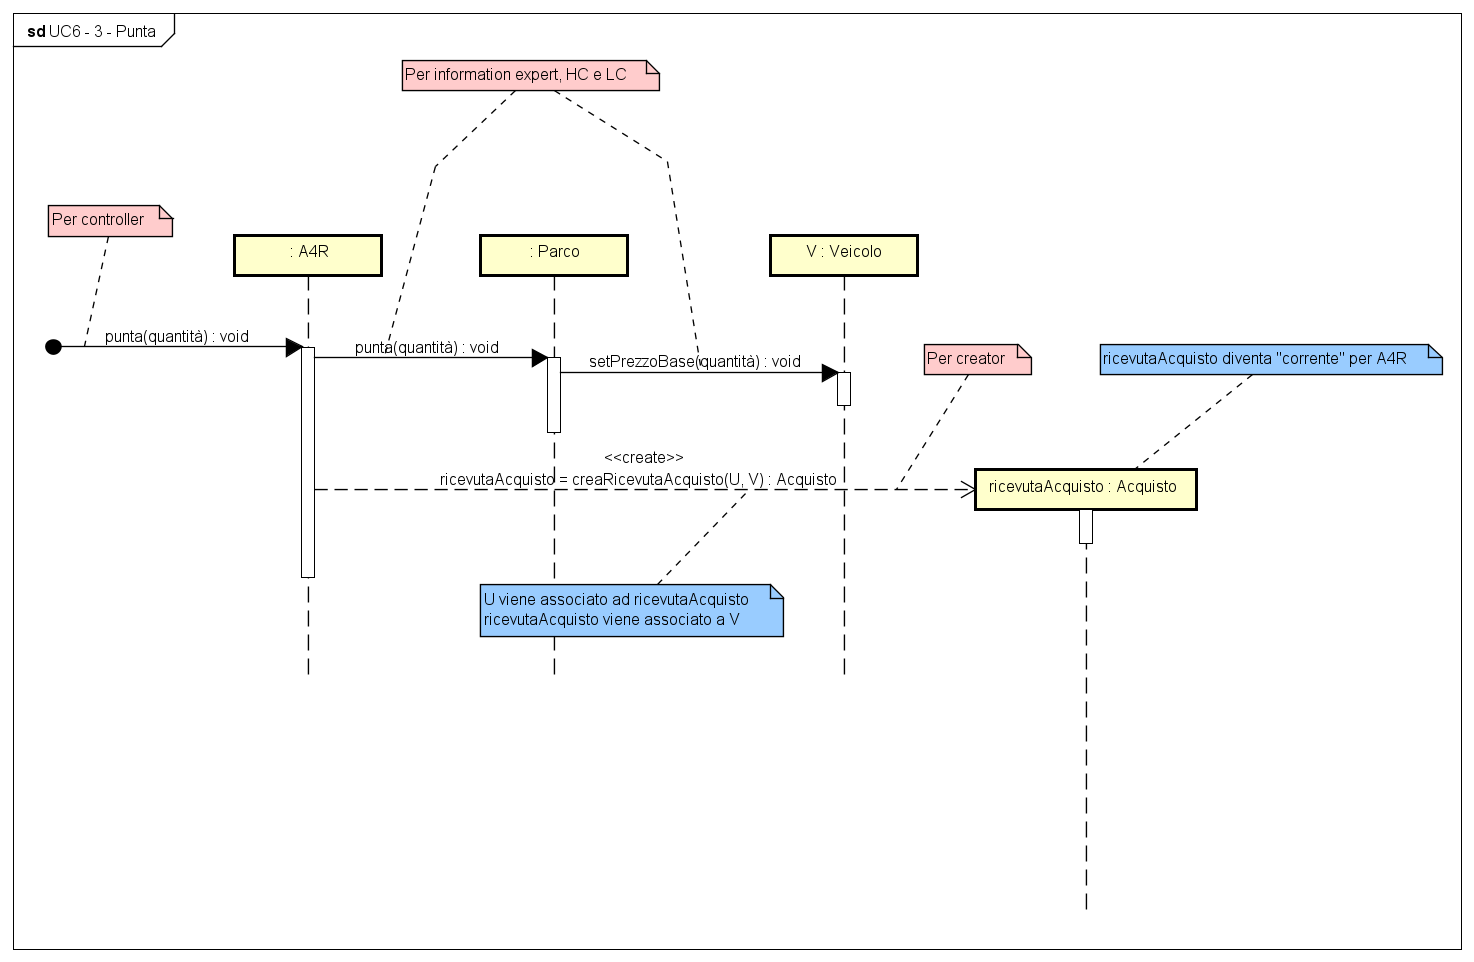 sd UC6 - 3 - Punta
Per information expert, HC e LC
Per controller
: A4R
: Parco
V : Veicolo
punta(quantità) : void
punta(quantità) : void
setPrezzoBase(quantità) : void
Per creator
ricevutaAcquisto diventa "corrente" per A4R
<<create>>
ricevutaAcquisto = creaRicevutaAcquisto(U, V) : Acquisto
ricevutaAcquisto : Acquisto
U viene associato ad ricevutaAcquisto
ricevutaAcquisto viene associato a V